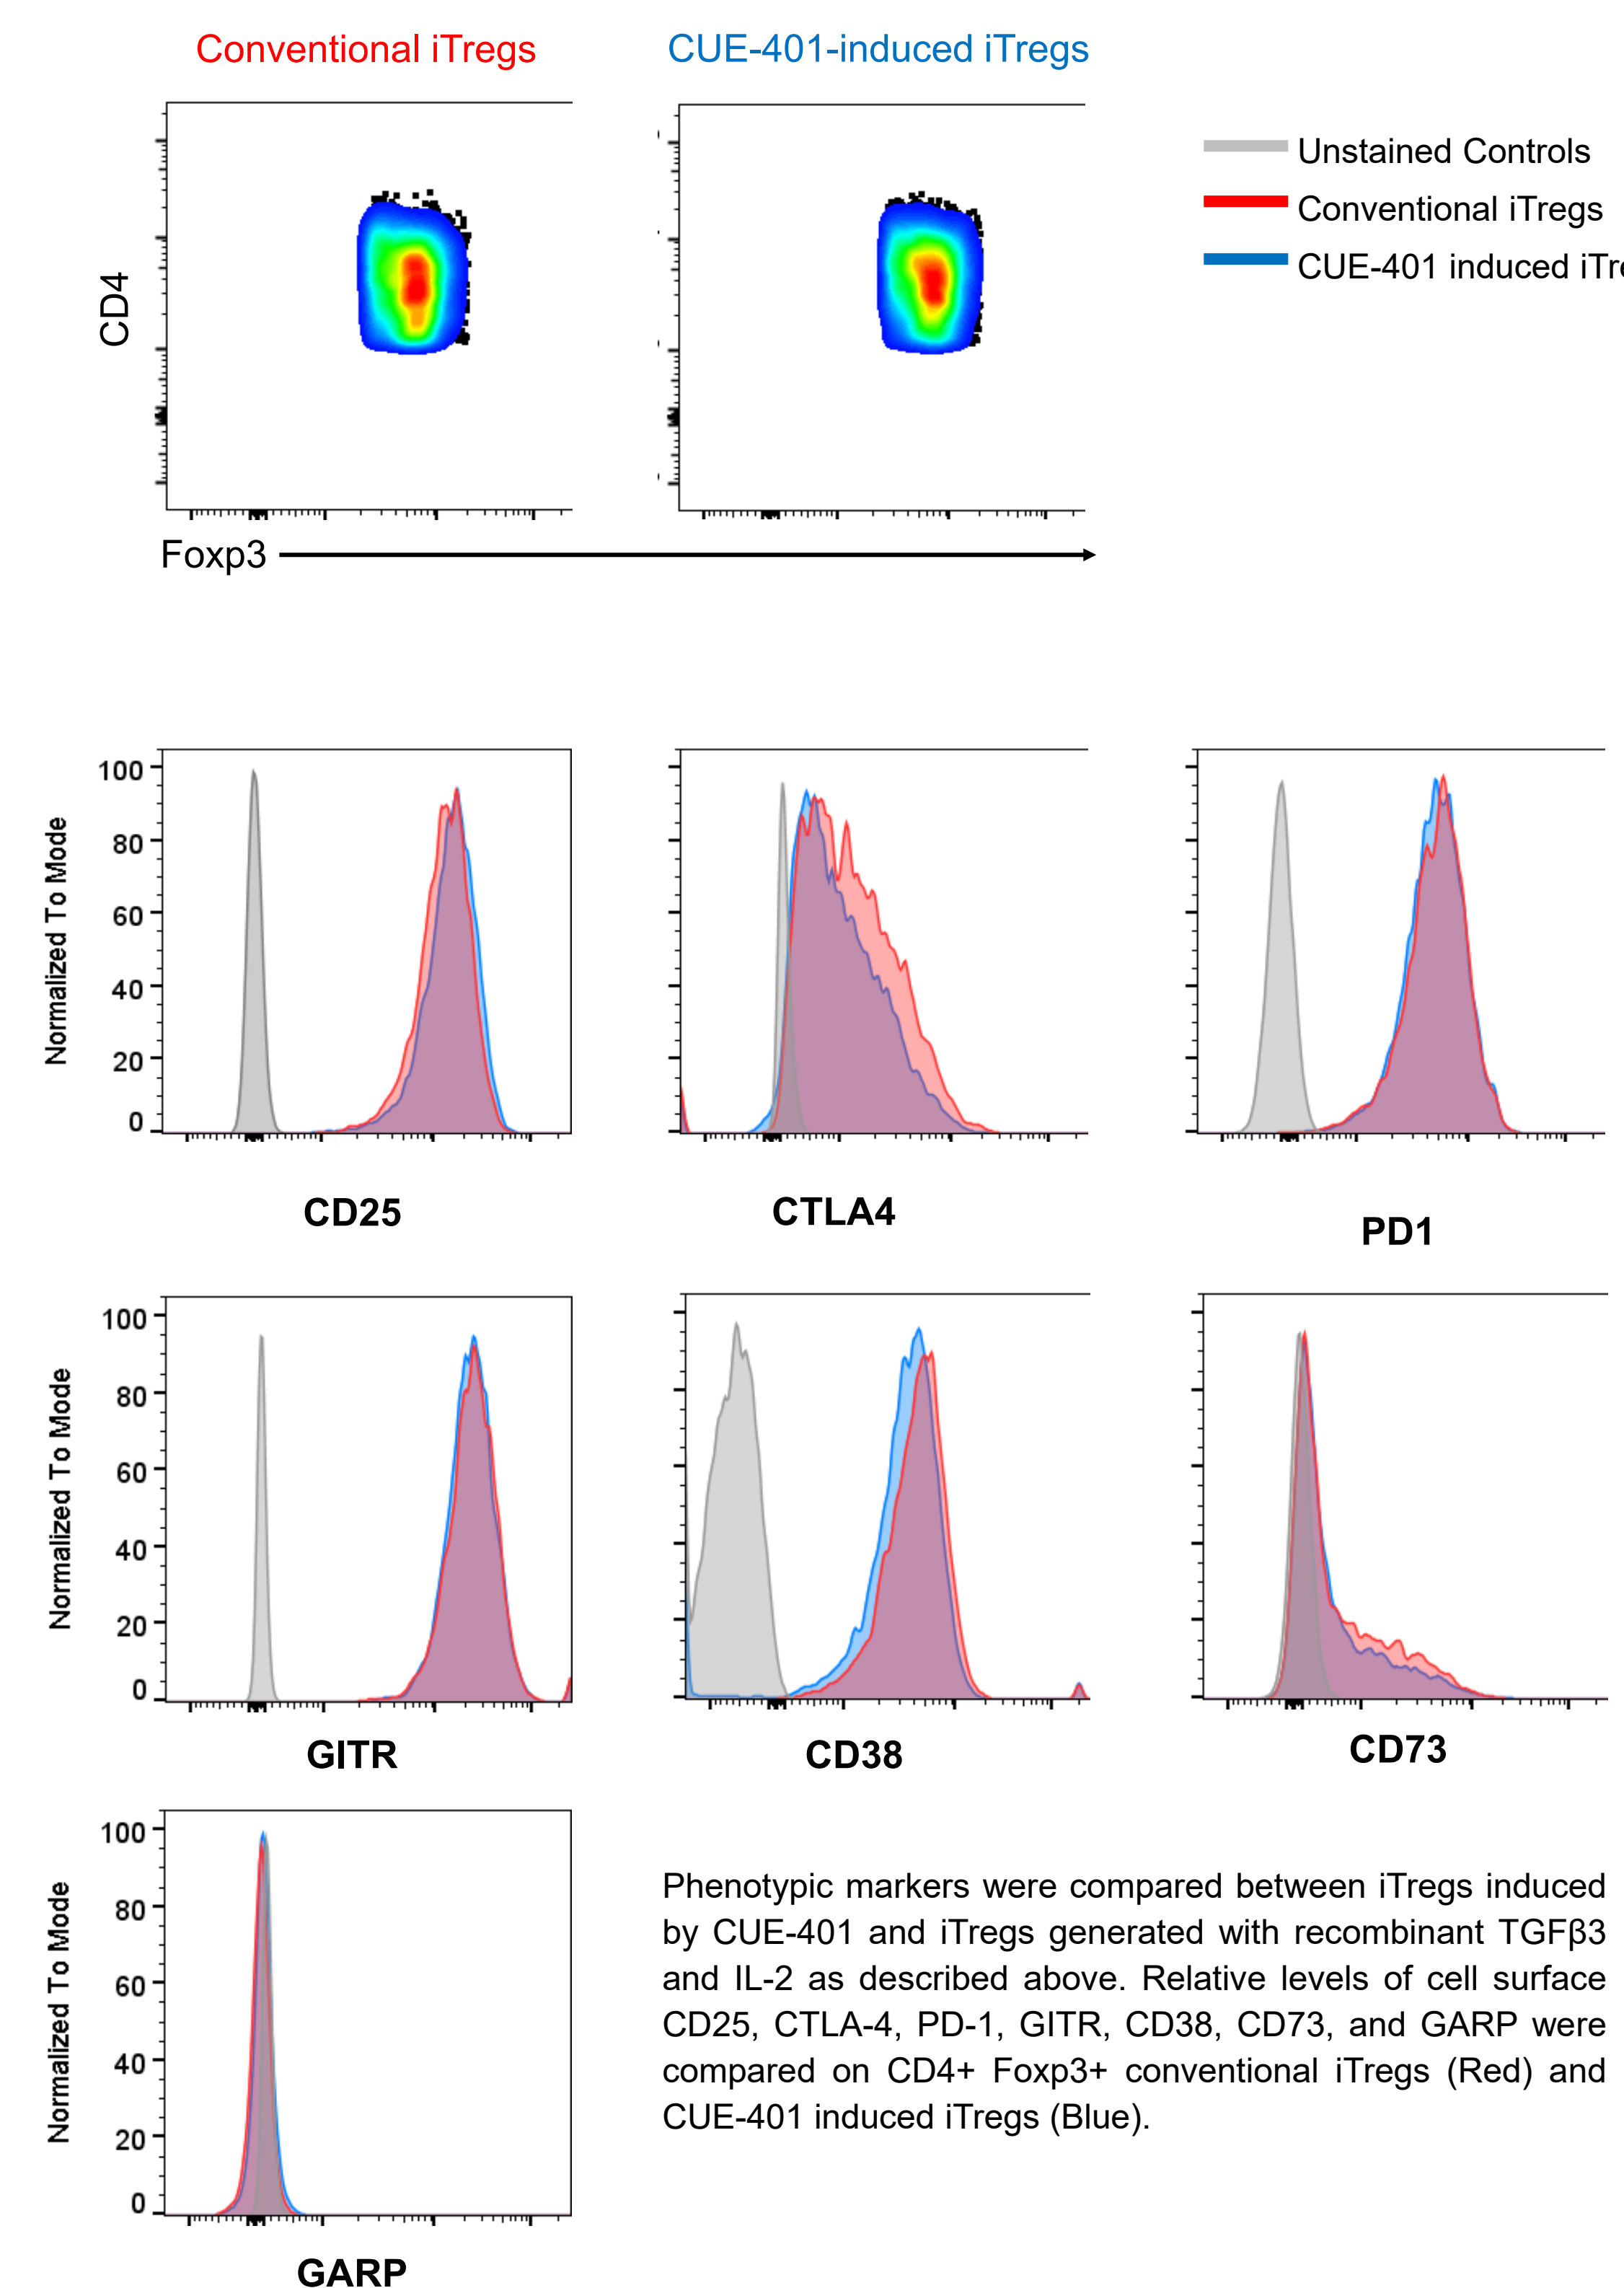 Conventional iTregs
CUE-401-induced iTregs
Unstained Controls
Conventional iTregs
CUE-401 induced iTre
CD4
Foxp3
Normalized To Mode
100
80
60
40
20
0
CD25
CTLA4
PD1
Normalized To Mode
100
80
60
40
20
0
GITR
CD38
CD73
Normalized To Mode
100
80
60
40
20
0
GARP
Phenotypic markers were compared between iTregs induced
by CUE-401 and iTregs generated with recombinant TGFβ3
and IL-2 as described above. Relative levels of cell surface
CD25, CTLA-4, PD-1, GITR, CD38, CD73, and GARP were
compared on CD4+ Foxp3+ conventional iTregs (Red) and
CUE-401 induced iTregs (Blue).